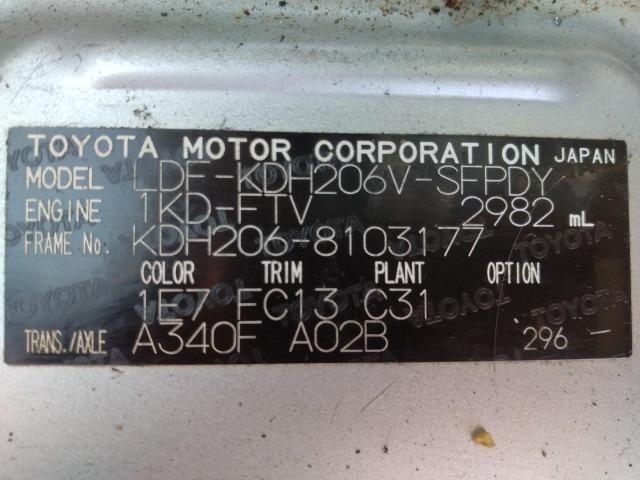 TOYOTA MOTOR CORPORATION JAPAN
MODEL LDF-KDH206V-SFPDY
ENGINE 1KD-FTV 2982 mL
FRAME No. KDH206-8103177
COLOR TRIM PLANT OPTION
1E7 FC13 C31
TRANS./AXLE A340F A02B 296 -